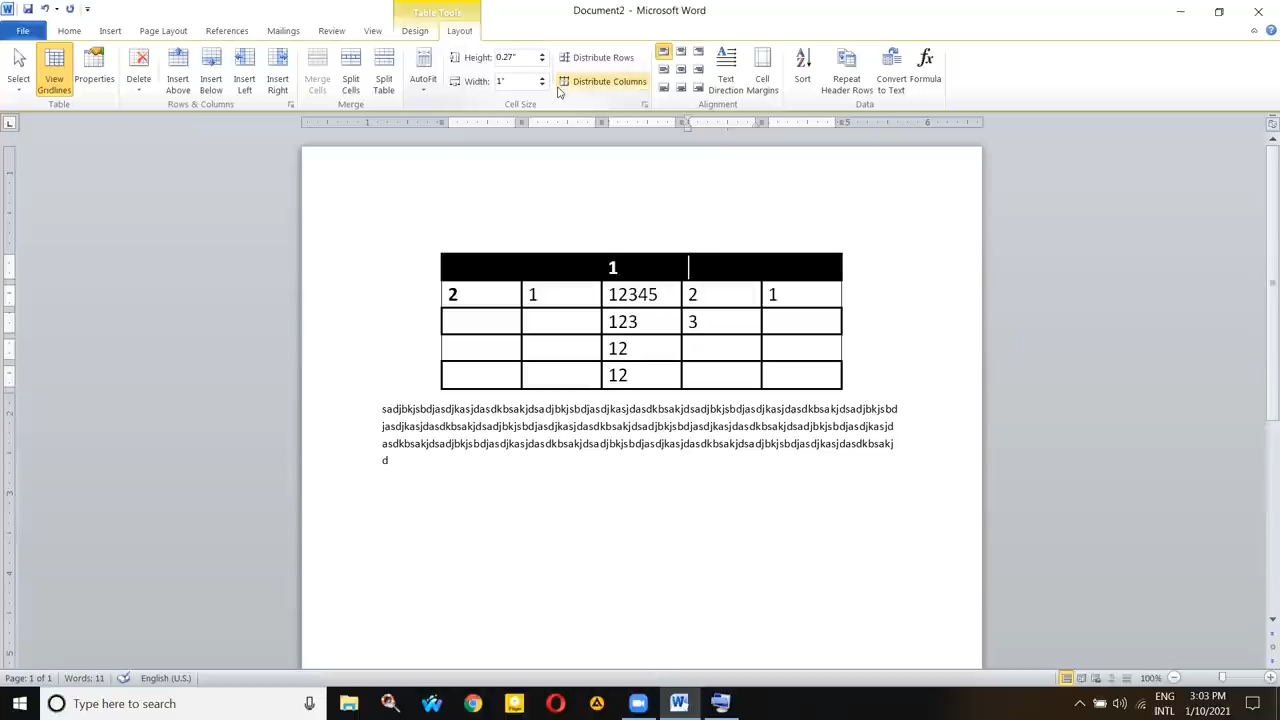 Table Tools
Document2 - Microsoft Word
File Home Insert Page Layout References Mailings Review View Design Layout
Select
View Gridlines
Properties
Table
Delete
Insert Above
Insert Below
Insert Left
Insert Right
Rows & Columns
Merge Cells
Split Cells
Split Table
Merge
AutoFit
Height: 0.27"
Width: 1"
Distribute Rows
Distribute Columns
Cell Size
Text Direction
Cell Margins
Alignment
Sort
Repeat Header Rows
Convert to Text
Formula
Data
1 5 6
1
2 1 12345 2 1
123 3
12
12
sadjbkjsbdjasdjkasjdasdkbsakjdsadjbkjsbdjasdjkasjdasdkbsakjdsadjbkjsbdjasdjkasjdasdkbsakjdsadjbkjsbd
jasdjkasjdasdkbsakjdsadjbkjsbdjasdjkasjdasdkbsakjdsadjbkjsbdjasdjkasjdasdkbsakjdsadjbkjsbdjasdjkasjd
asdkbsakjdsadjbkjsbdjasdjkasjdasdkbsakjdsadjbkjsbdjasdjkasjdasdkbsakjdsadjbkjsbdjasdjkasjdasdkbsakj
d
Page: 1 of 1 Words: 11 English (U.S.) 100%
Type here to search
ENG 3:03 PM
INTL 1/10/2021